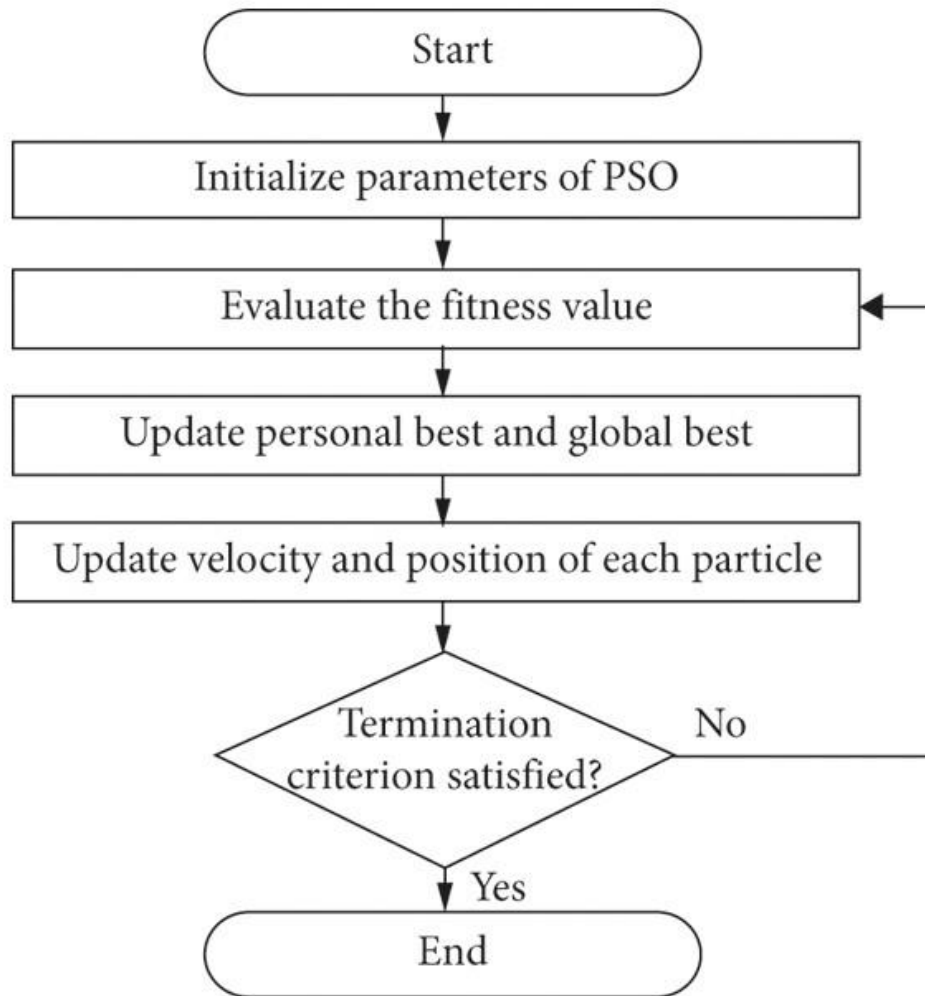 Start
Initialize parameters of PSO
Evaluate the fitness value
Update personal best and global best
Update velocity and position of each particle
Termination
criterion satisfied?
No
Yes
End